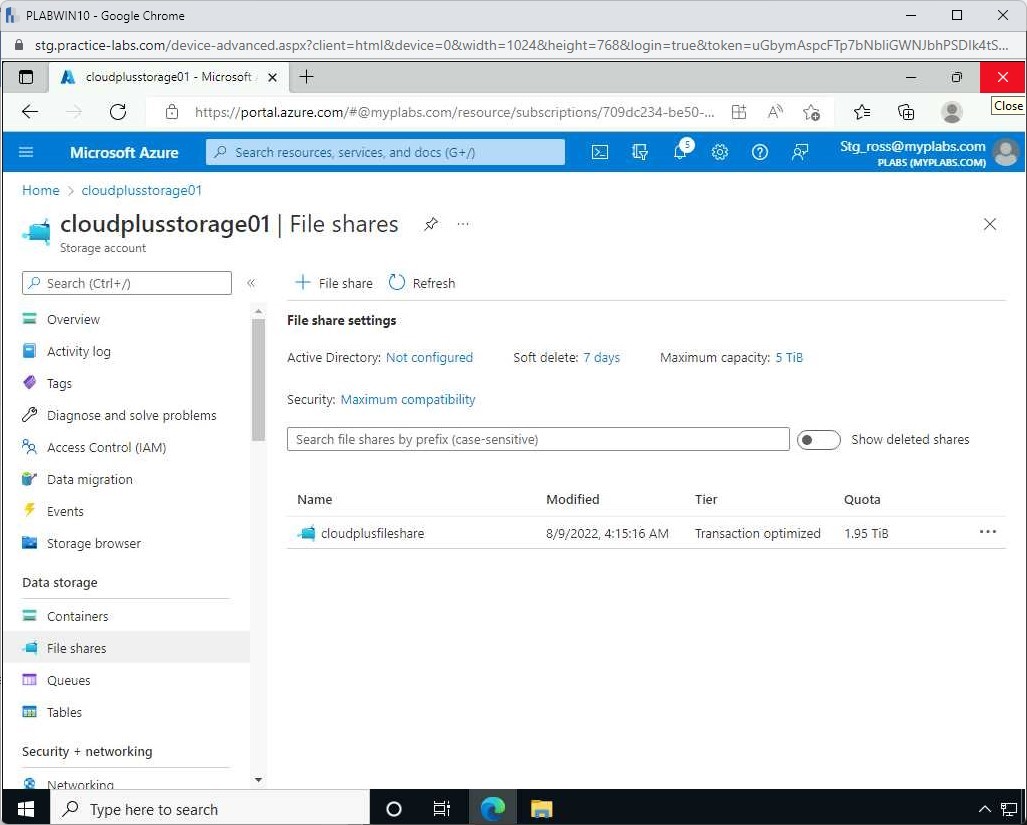 PLABWIN10 - Google Chrome
stg.practice-labs.com/device-advanced.aspx?client=html&device=0&width=1024&height=768&login=true&token=uGbymAspcFTp7bNbIiGWNJbhPSDIk4tS...
cloudplusstorage01 - Microsoft
https://portal.azure.com/#@myplabs.com/resource/subscriptions/709dc234-be50-...
Close
Microsoft Azure
Search resources, services, and docs (G+/)
5
Stg_ross@myplabs.com
PLABS (MYPLABS.COM)
Home > cloudplusstorage01
cloudplusstorage01 | File shares
...
Storage account
Search (Ctrl+/)
«
File share
Refresh
Overview
Activity log
Tags
Diagnose and solve problems
Access Control (IAM)
Data migration
Events
Storage browser
Data storage
Containers
File shares
Queues
Tables
Security + networking
Networking
File share settings
Active Directory: Not configured
Soft delete: 7 days
Maximum capacity: 5 TiB
Security: Maximum compatibility
Search file shares by prefix (case-sensitive)
Show deleted shares
Name Modified Tier Quota
cloudplusfileshare 8/9/2022, 4:15:16 AM Transaction optimized 1.95 TiB ...
Type here to search